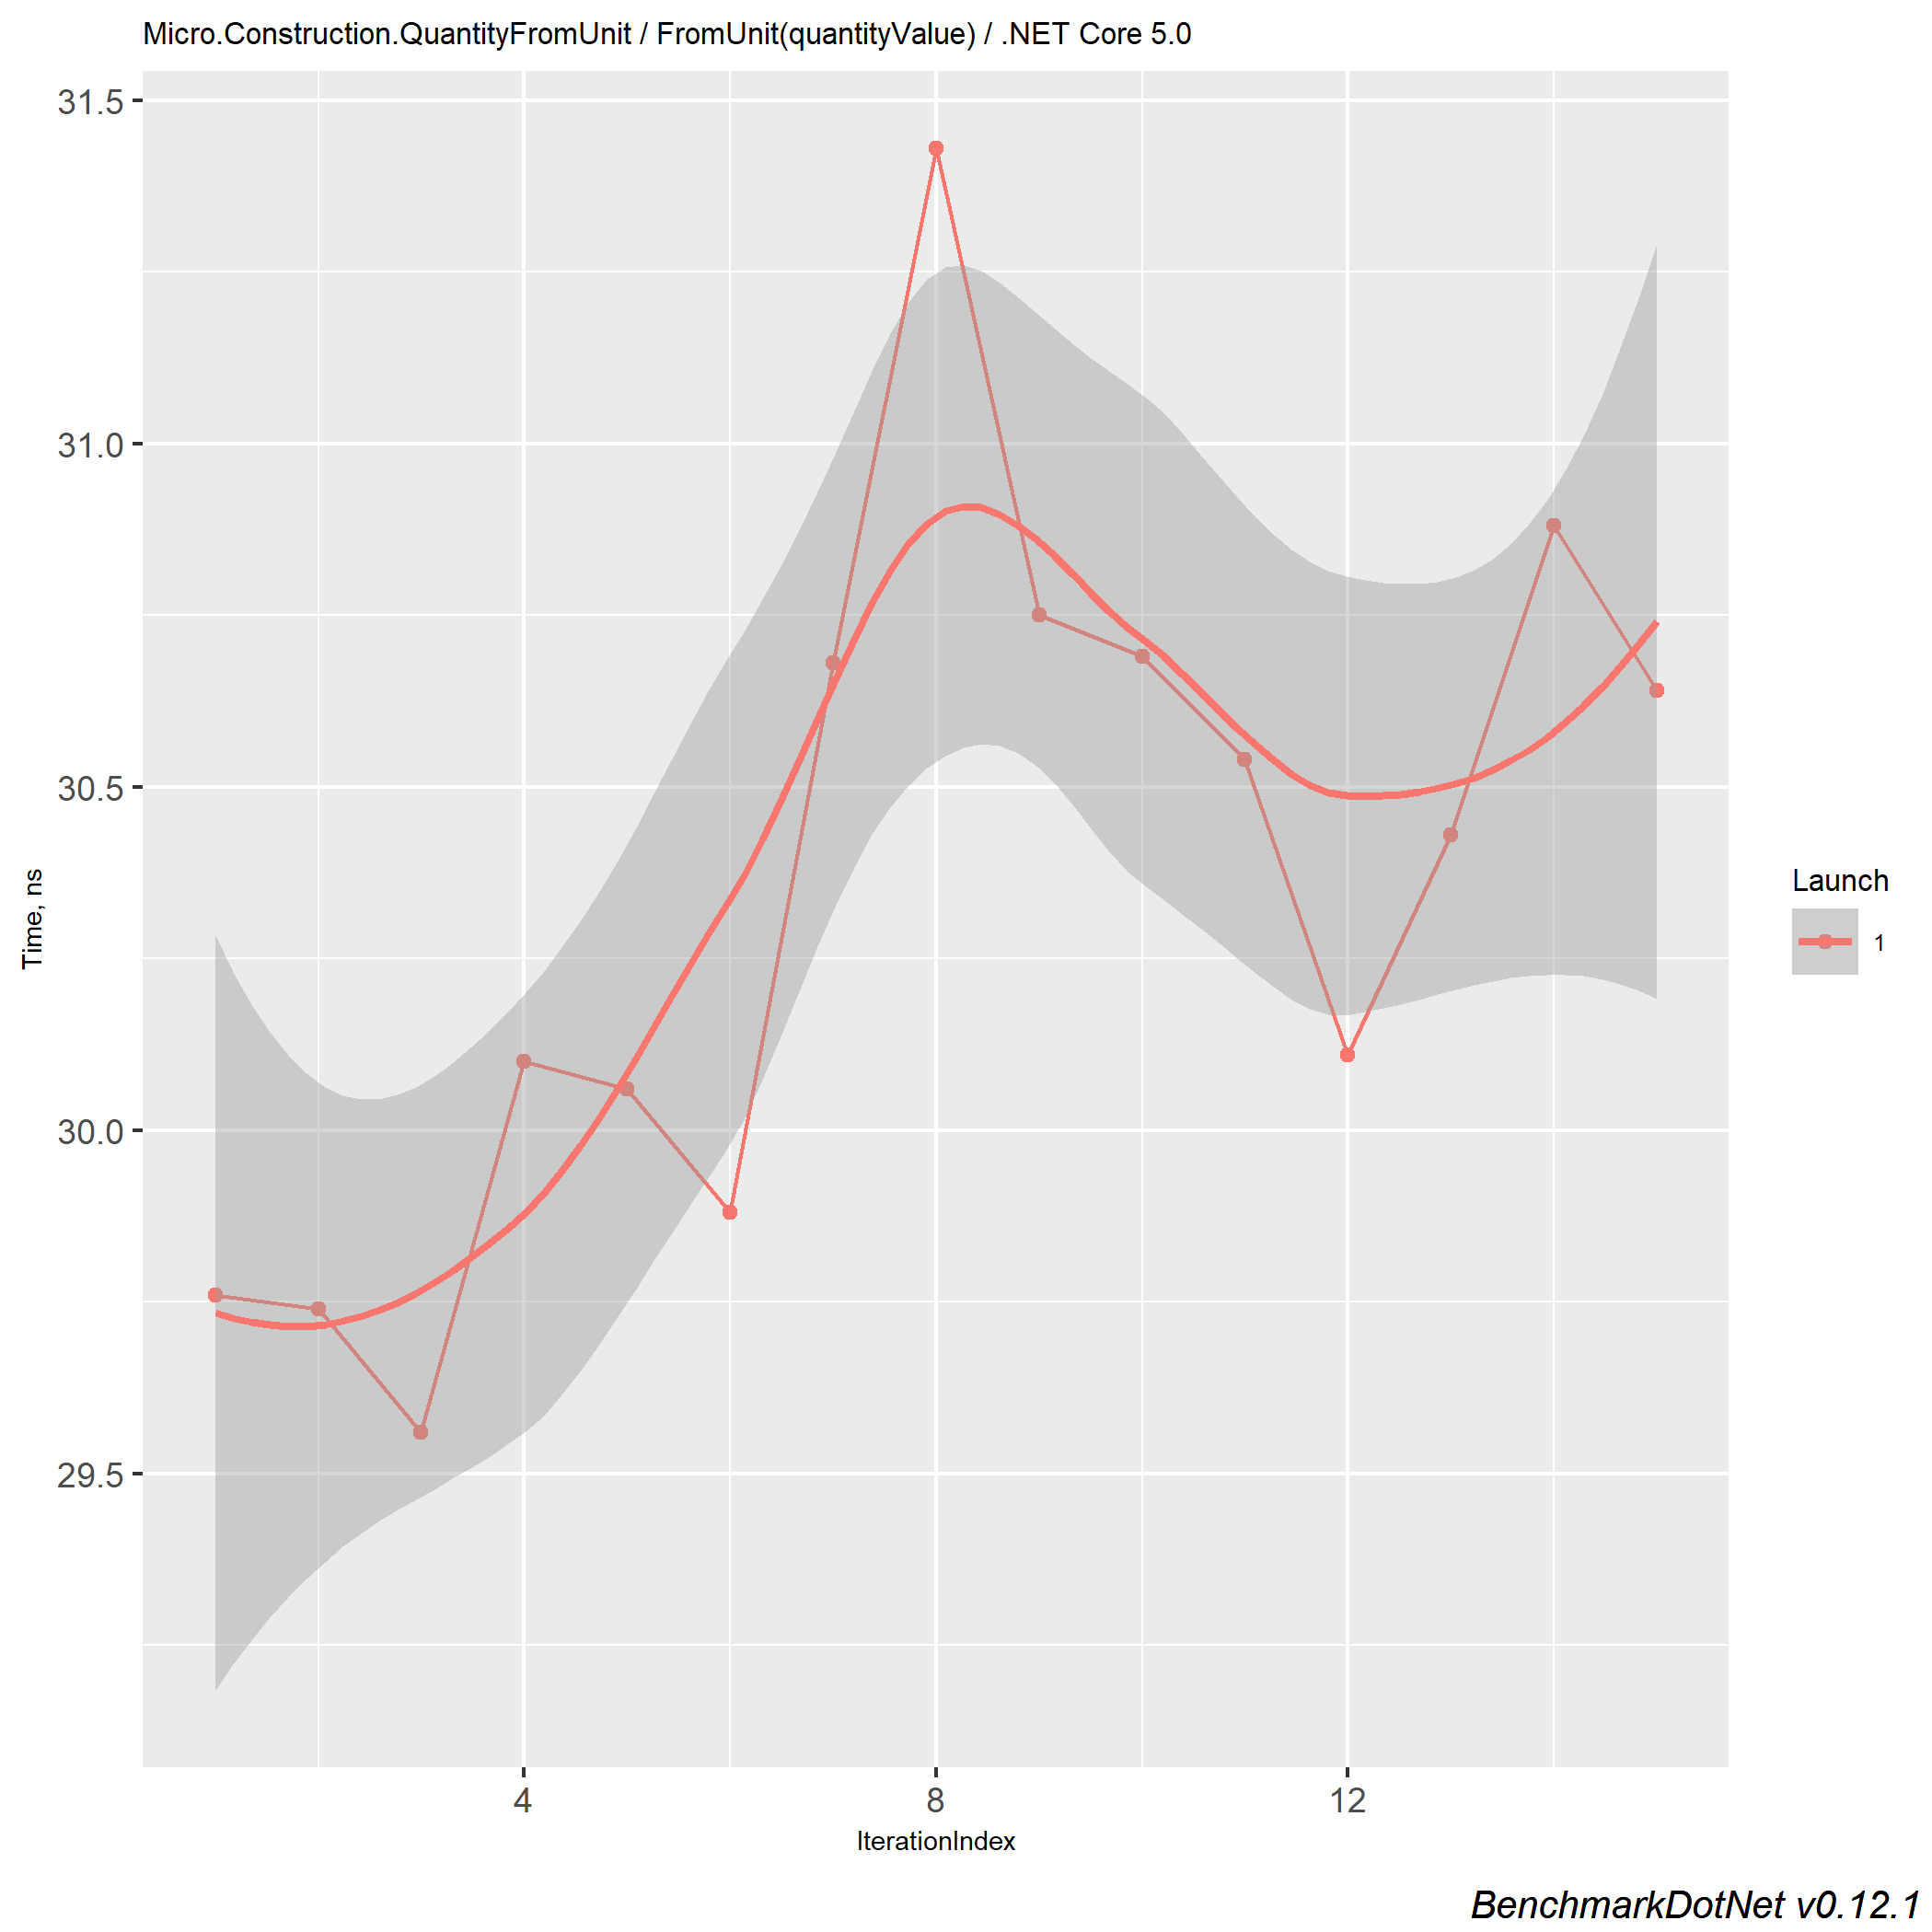 Micro.Construction.QuantityFromUnit / FromUnit(quantityValue) / .NET Core 5.0
31.5
31.0
30.5
30.0
29.5
Time, ns
4
8
12
IterationIndex
Launch
1
BenchmarkDotNet v0.12.1